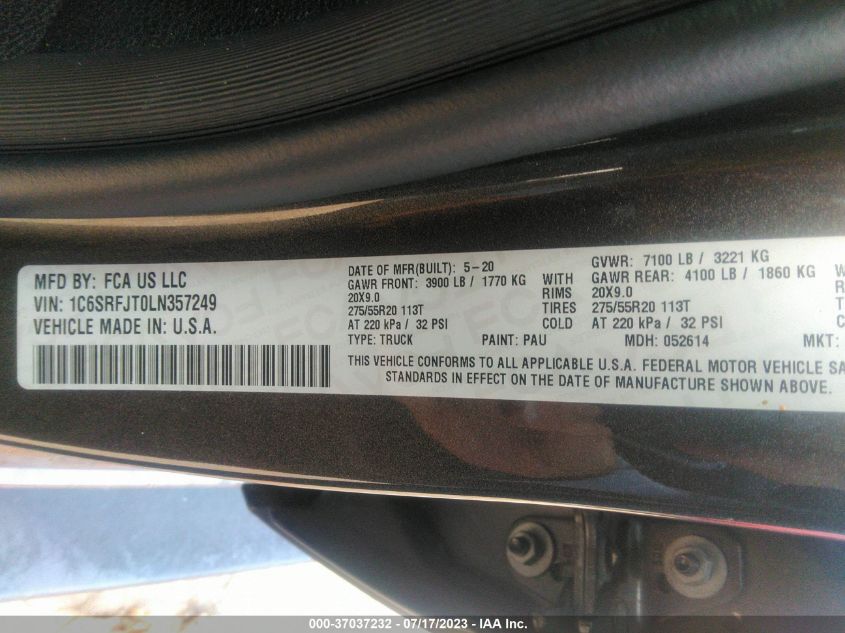 MFD BY: FCA US LLC
VIN: 1C6SRFJT0LN357249
VEHICLE MADE IN U.S.A.
DATE OF MFR(BUILT): 5-20 GVWR: 7100 LB / 3221 KG
GAWR FRONT: 3900 LB / 1770 KG WITH GAWR REAR: 4100 LB / 1860 KG
20X9.0 RIMS 20X9.0
275/55R20 113T TIRES 275/55R20 113T
AT 220 kPa / 32 PSI COLD AT 220 kPa / 32 PSI
TYPE: TRUCK PAINT: PAU MDH: 052614 MKT:
THIS VEHICLE CONFORMS TO ALL APPLICABLE U.S.A. FEDERAL MOTOR VEHICLE SA
STANDARDS IN EFFECT ON THE DATE OF MANUFACTURE SHOWN ABOVE.
000-37037232 - 07/17/2023 - IAAI - Copyright © 2023 IAA, Inc.